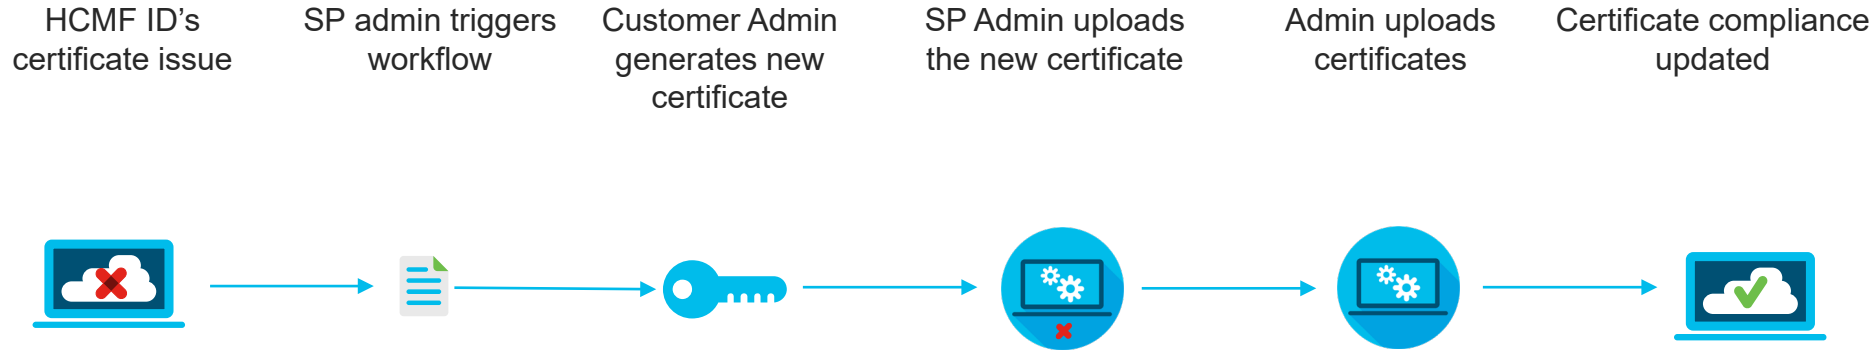 HCMF ID’s
certificate issue
SP admin triggers
workflow
Customer Admin
generates new
certificate
SP Admin uploads
the new certificate
Admin uploads
certificates
Certificate compliance
updated